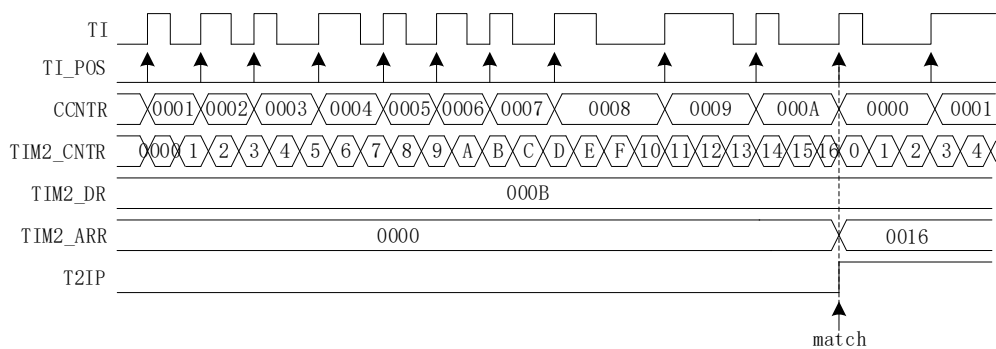 TI
TI_POS
CCNTR 0001 0002 0003 0004 0005 0006 0007 0008 0009 000A 0000 0001
TIM2_CNTR 0000 1 2 3 4 5 6 7 8 9 A B C D E F 10 11 12 13 14 15 16 0 1 2 3 4
TIM2_DR 000B
TIM2_ARR 0000 0016
T2IP
match